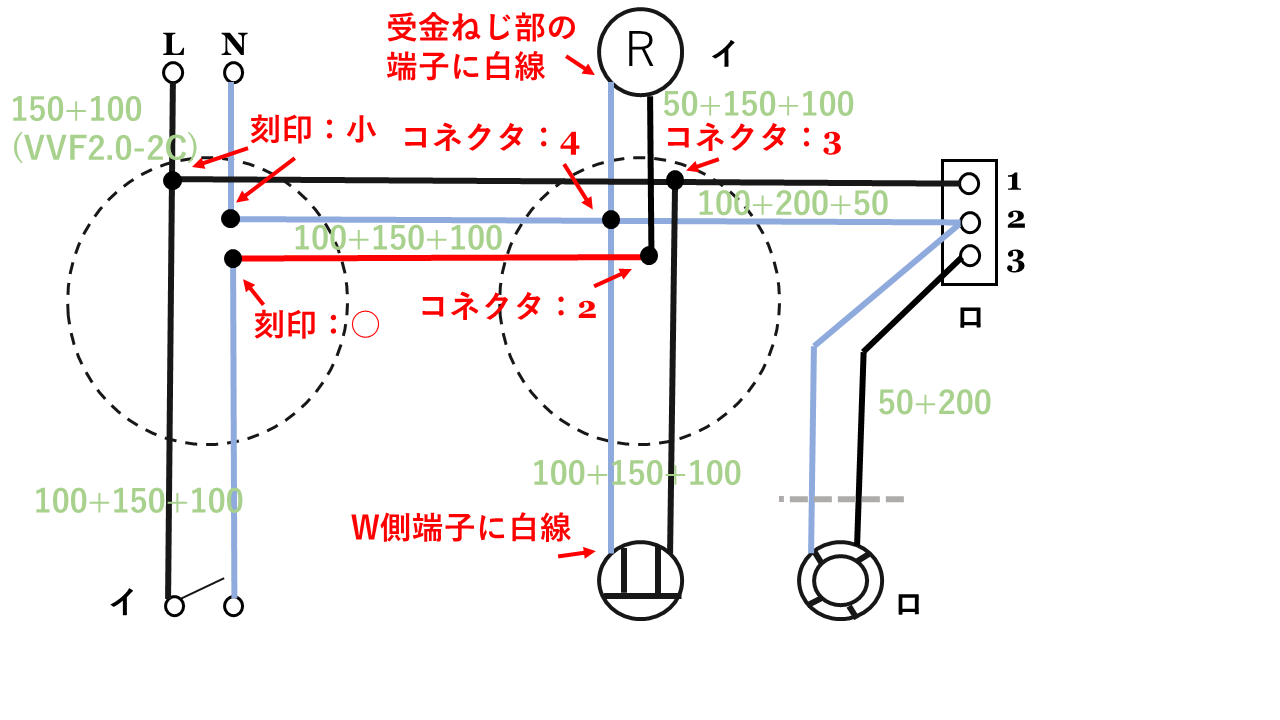 受金ねじ部の
端子に白線
R
イ
L
N
150+100
(VVF2.0-2C)
刻印：小
コネクタ：4
50+150+100
コネクタ：3
1
100+200+50
2
100+150+100
3
コネクタ：2
刻印：○
ロ
50+200
100+150+100
100+150+100
W側端子に白線
イ
ロ